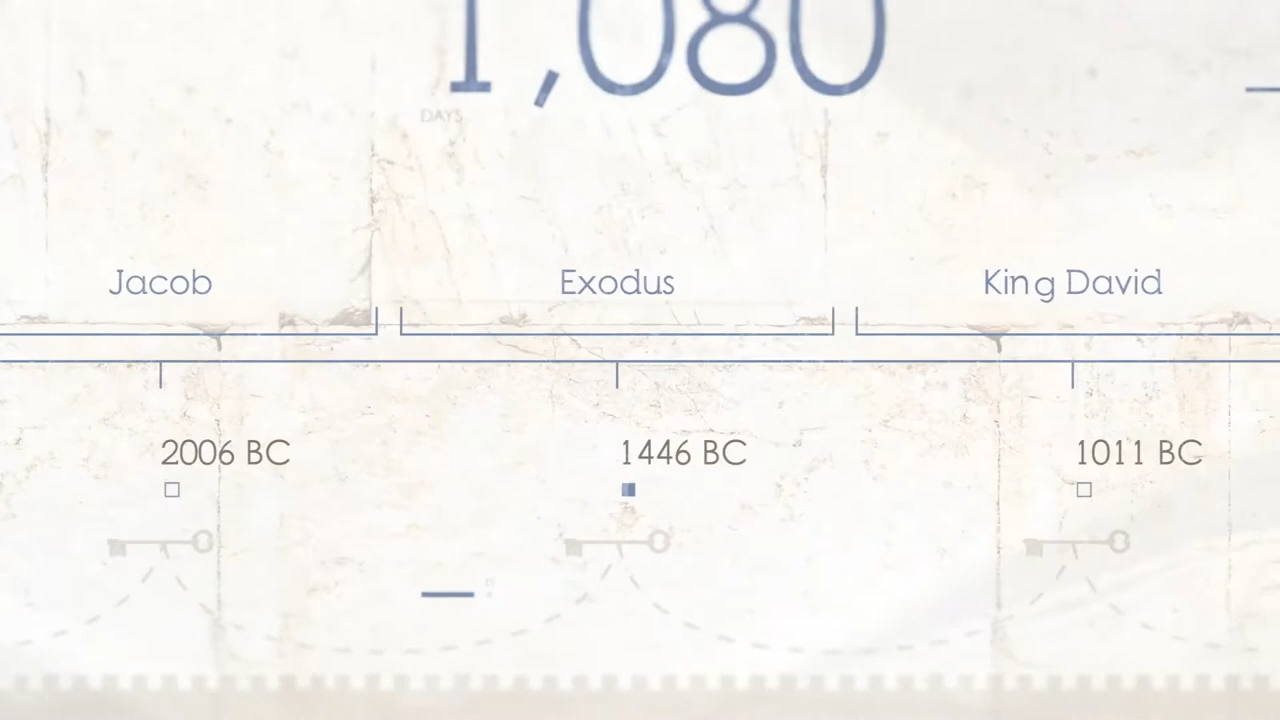 1,080
DAYS
Jacob
Exodus
King David
2006 BC
1446 BC
1011 BC